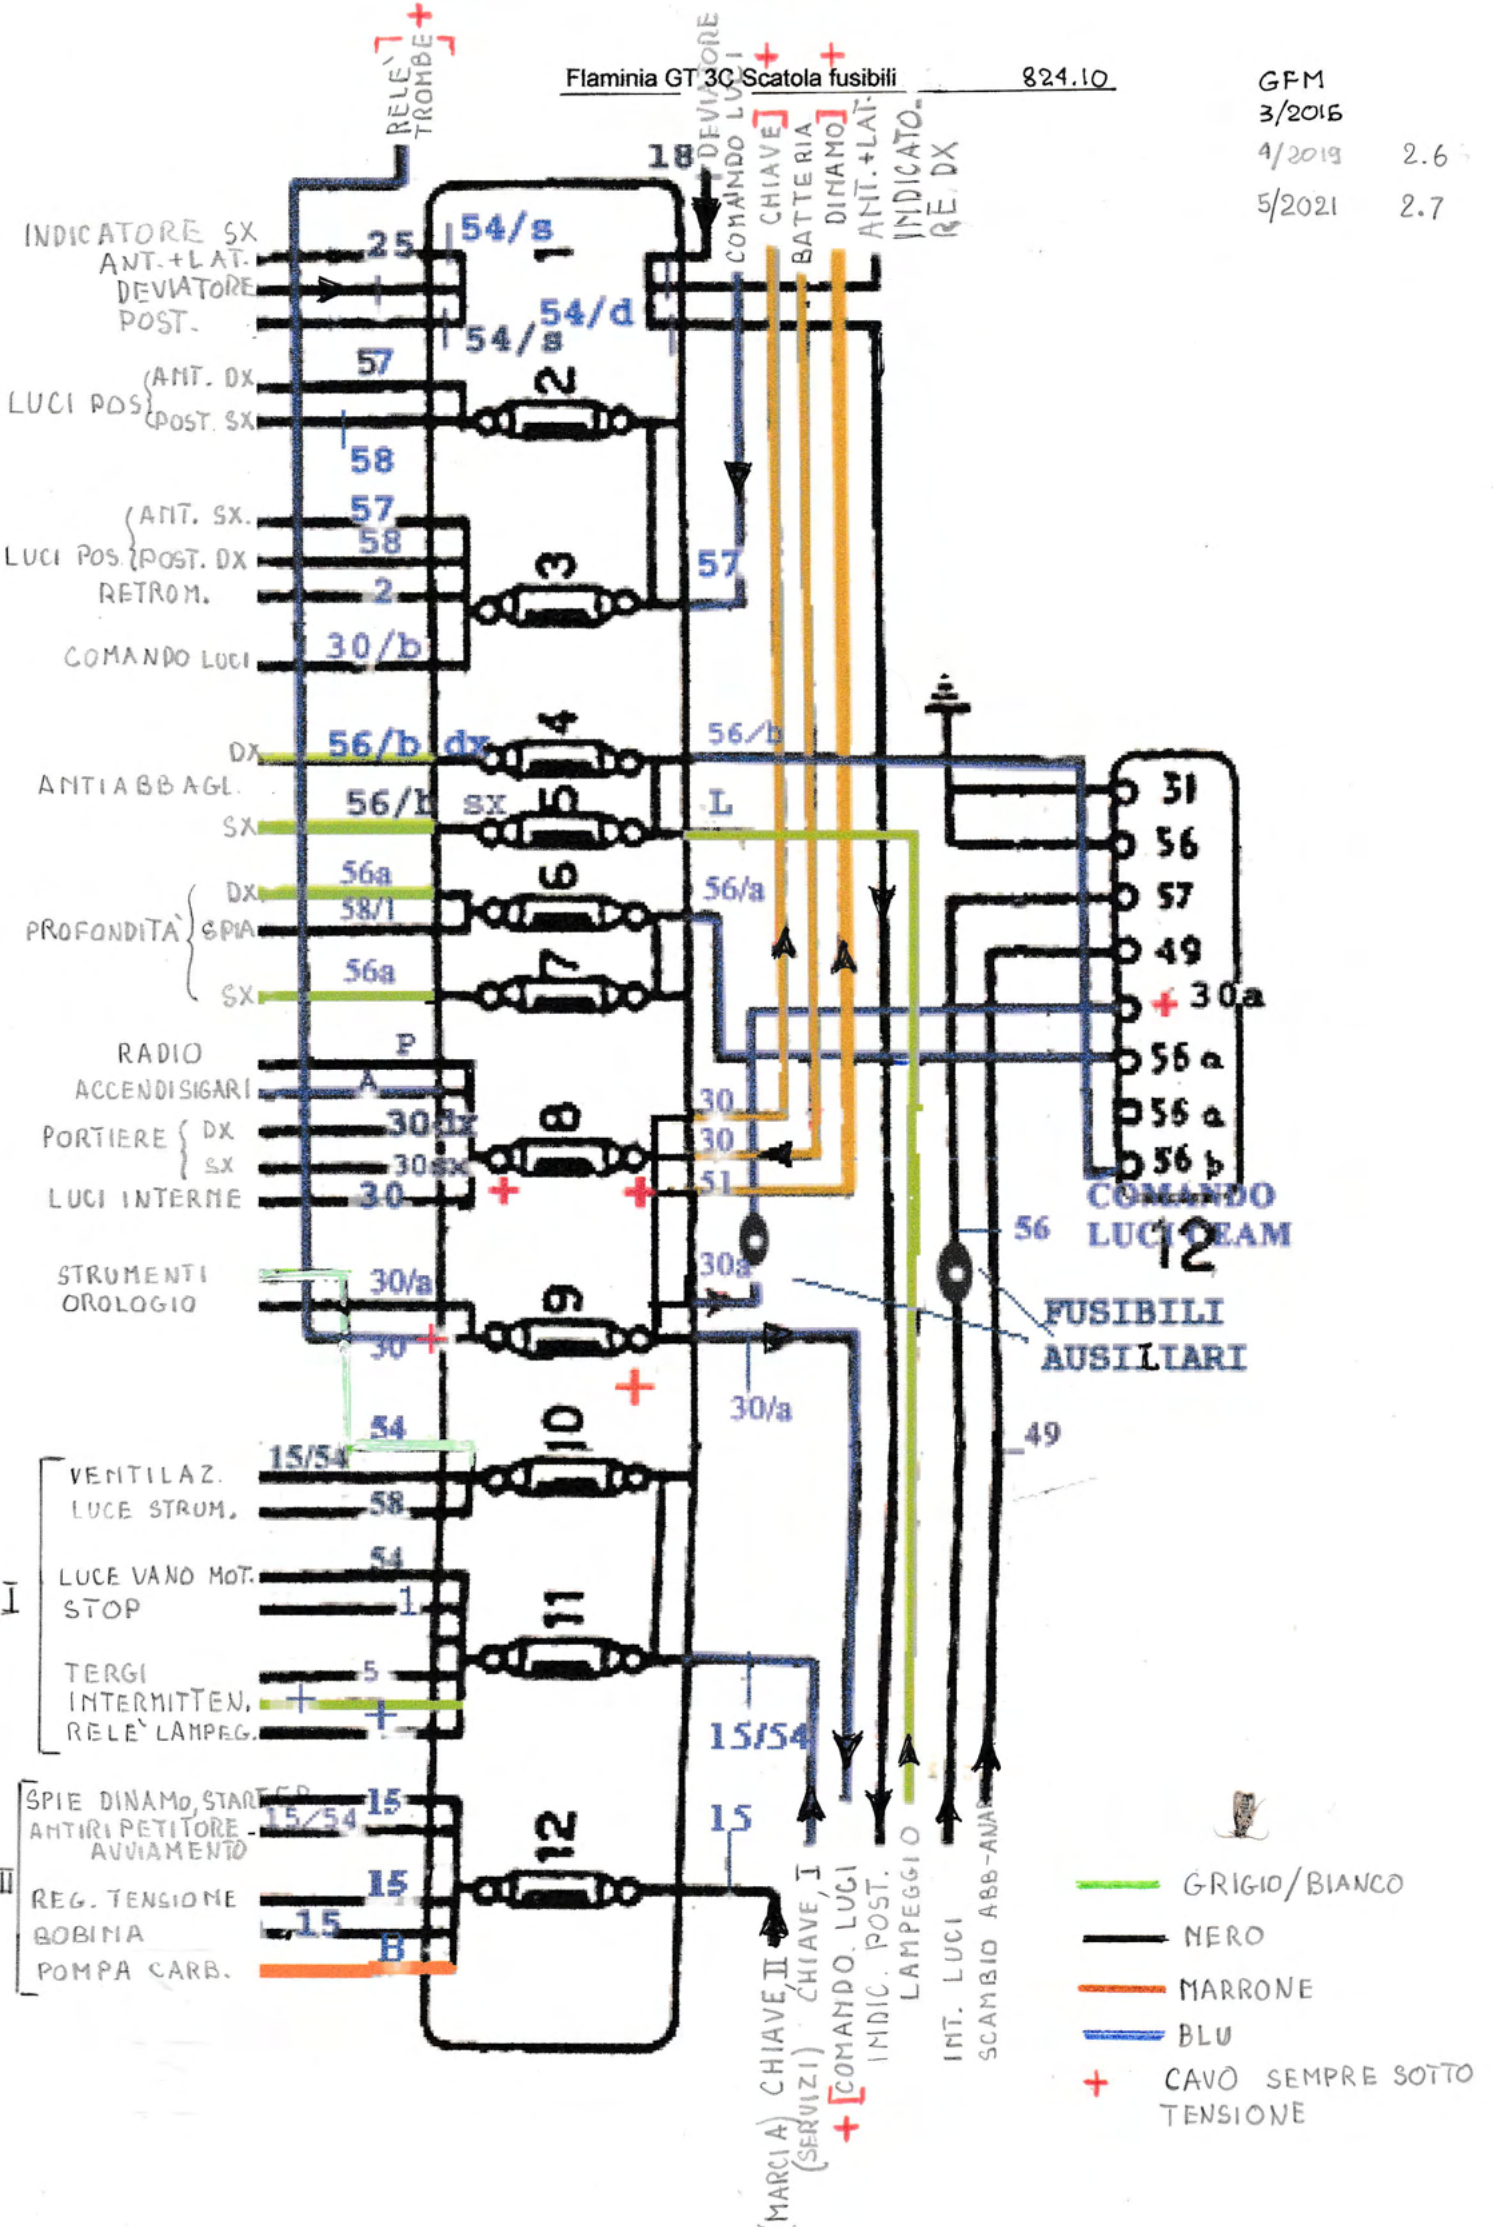 Flaminia GT 3C Scatola fusibili 824.10
GFM
3/2016
4/2019 2.6
5/2021 2.7
RELÈ
TROMBE +
DEVIATORE
COMANDO LUCI
CHIAVE +
BATTERIA
DINAMO +
ANT.+LAT.
INDICATO-
RE DX
18
INDICATORE SX
ANT.+LAT.
DEVIATORE
POST.
25
54/s
54/s
54/d
1
LUCI POS
ANT. DX
POST. SX
57
58
2
LUCI POS.
ANT. SX.
POST. DX
RETROM.
COMANDO LUCI
57
58
2
30/b
3
57
ANTIABBAGL.
DX
SX
56/b dx
56/b sx
4
5
56/b
L
PROFONDITÀ
DX
SPIA
SX
56a
58/1
56a
6
7
56/a
RADIO
ACCENDISIGARI
PORTIERE
DX
SX
LUCI INTERNE
P
A
30dx
30sx
30
8
+ +
30
30
51
30a
STRUMENTI
OROLOGIO
30/a
30
+
9
+
30/a
31
56
57
49
+ 30a
56a
56a
56b
COMANDO
LUCI CEAM
12
56
FUSIBILI
AUSILIARI
49
I
VENTILAZ.
LUCE STRUM.
54
15/54
58
10
LUCE VANO MOT.
STOP
TERGI
INTERMITTEN.
RELÈ LAMPEG.
54
1
5
+
+
11
15/54
II
SPIE DINAMO, STARTER
ANTIRIPETITORE-
AVVIAMENTO
REG. TENSIONE
BOBINA
POMPA CARB.
15
15/54
15
15
B
12
15
(MARCIA) CHIAVE, II
(SERVIZI) CHIAVE, I
+ [COMANDO LUCI
INDIC. POST.
LAMPEGGIO
INT. LUCI
SCAMBIO ABB-ANAB
GRIGIO/BIANCO
NERO
MARRONE
BLU
+ CAVO SEMPRE SOTTO
TENSIONE